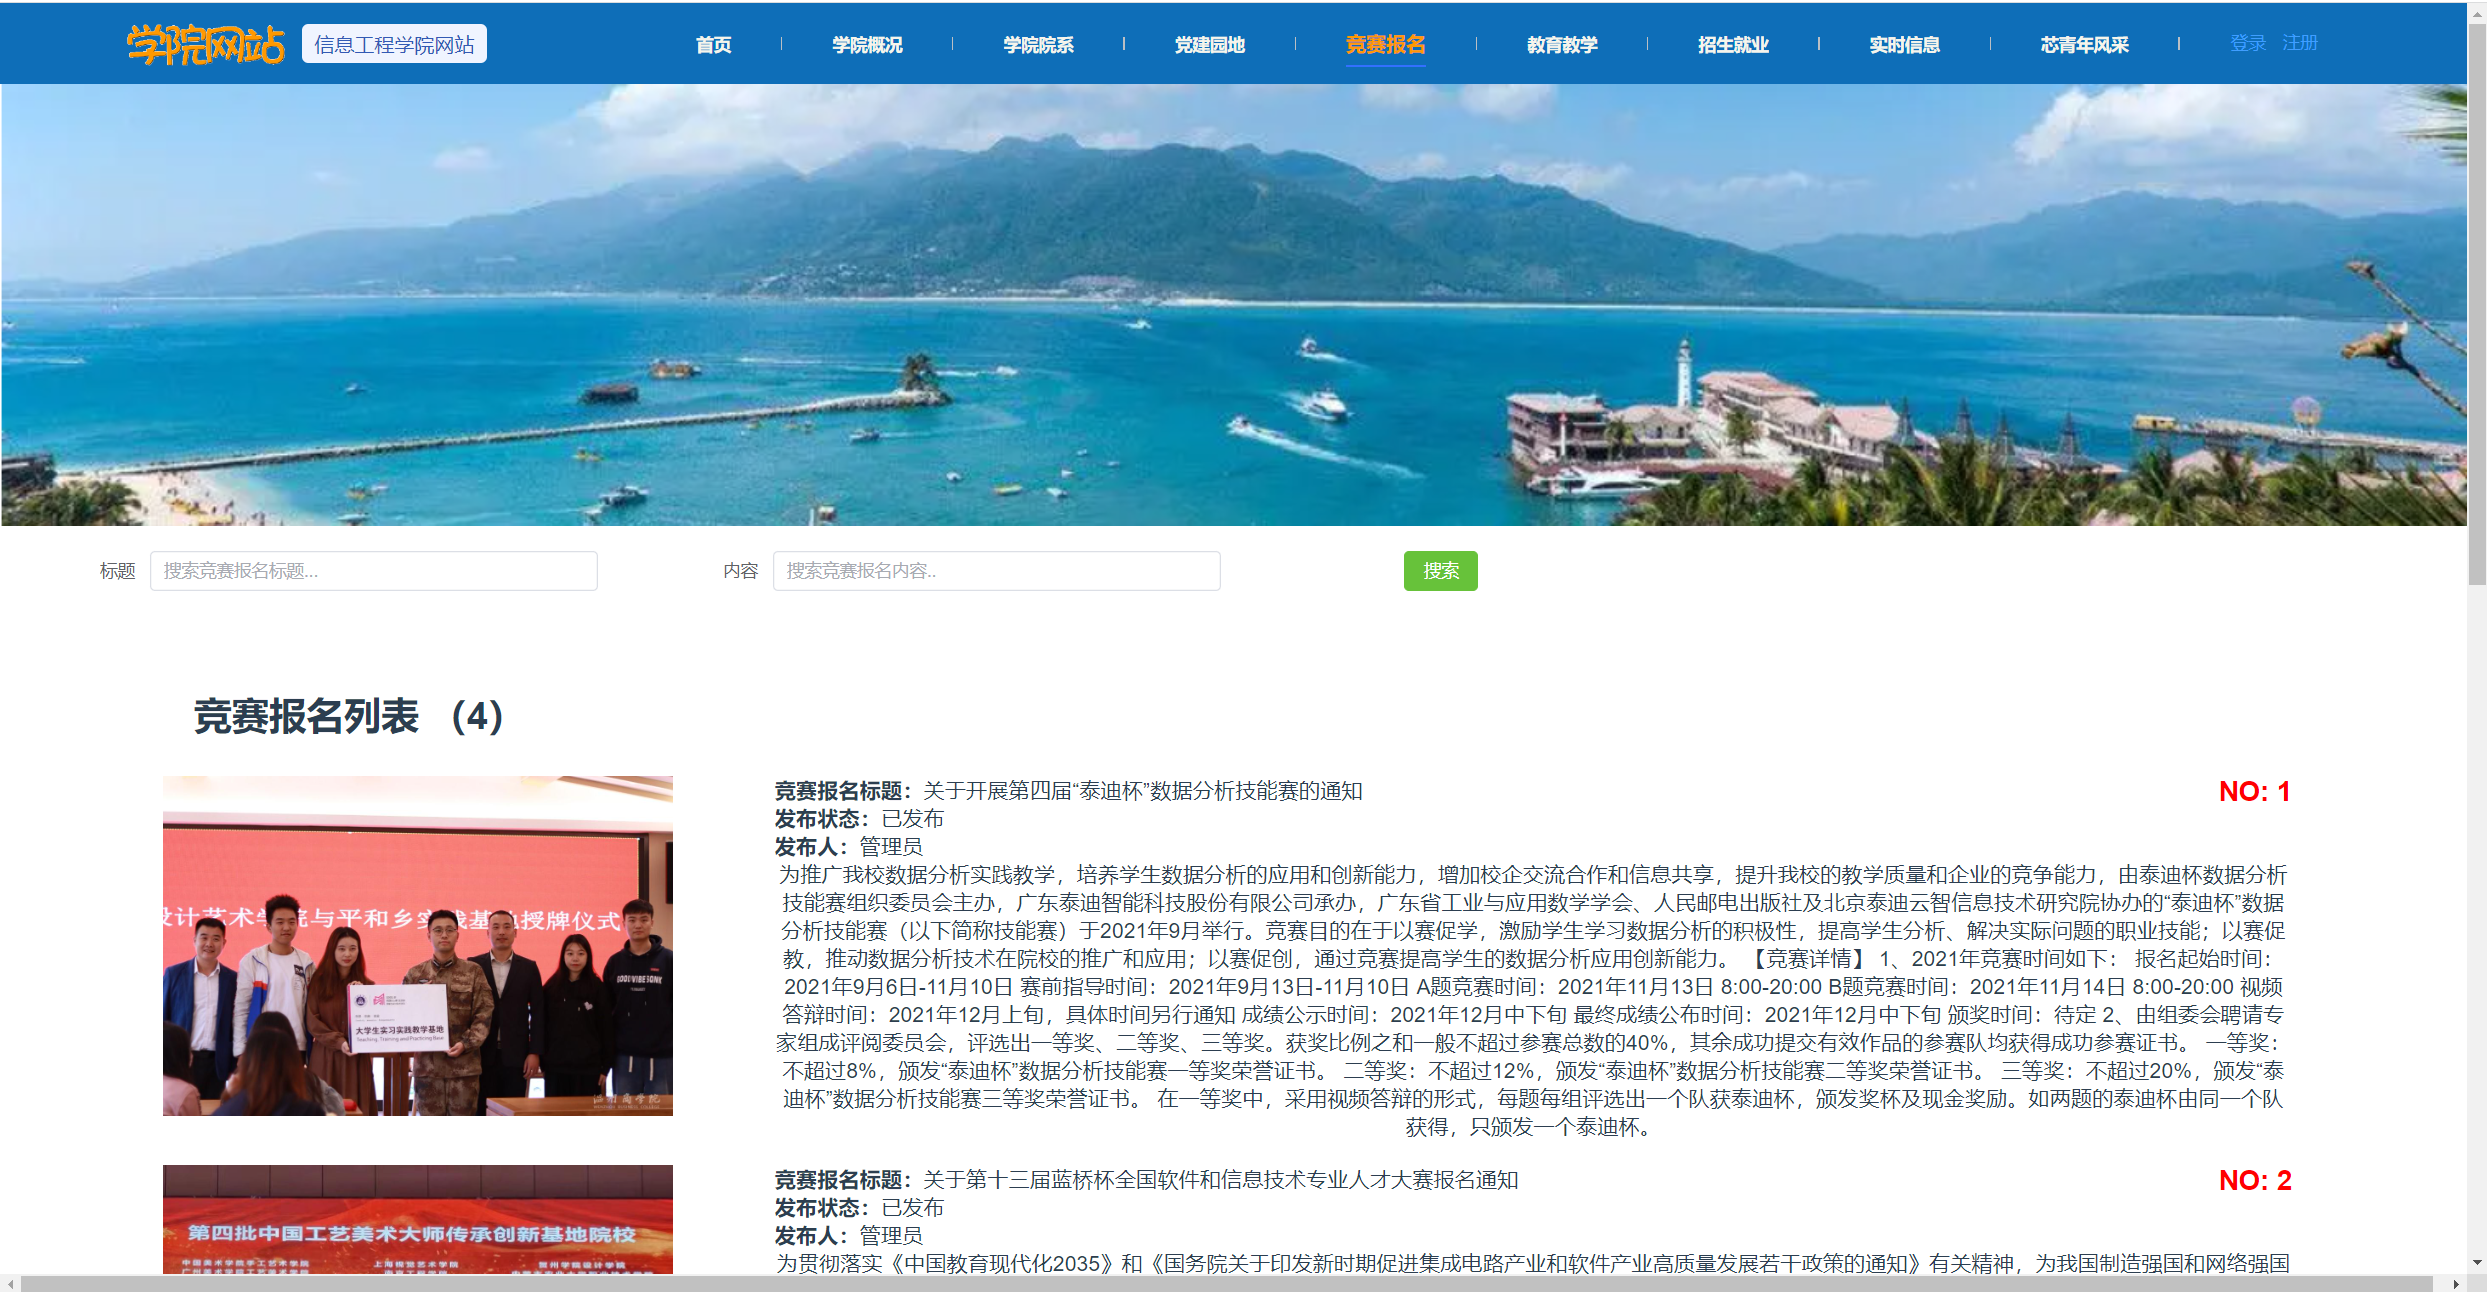 学院网站 信息工程学院网站 首页 学院概况 学院院系 党建园地 竞赛报名 教育教学 招生就业 实时信息 芯青年风采 登录 注册
标题 搜索竞赛报名标题... 内容 搜索竞赛报名内容.. 搜索
竞赛报名列表 （4）
设计艺术学院与平和乡实践基地授牌仪式
大学生实习实践教学基地
Teaching, Training and Practicing Base
温州商学院
竞赛报名标题：关于开展第四届“泰迪杯”数据分析技能赛的通知
NO: 1
发布状态：已发布
发布人：管理员
为推广我校数据分析实践教学，培养学生数据分析的应用和创新能力，增加校企交流合作和信息共享，提升我校的教学质量和企业的竞争能力，由泰迪杯数据分析
技能赛组织委员会主办，广东泰迪智能科技股份有限公司承办，广东省工业与应用数学学会、人民邮电出版社及北京泰迪云智信息技术研究院协办的“泰迪杯”数据
分析技能赛（以下简称技能赛）于2021年9月举行。竞赛目的在于以赛促学，激励学生学习数据分析的积极性，提高学生分析、解决实际问题的职业技能；以赛促
教，推动数据分析技术在院校的推广和应用；以赛促创，通过竞赛提高学生的数据分析应用创新能力。 【竞赛详情】 1、2021年竞赛时间如下： 报名起始时间：
2021年9月6日-11月10日 赛前指导时间：2021年9月13日-11月10日 A题竞赛时间：2021年11月13日 8:00-20:00 B题竞赛时间：2021年11月14日 8:00-20:00 视频
答辩时间：2021年12月上旬，具体时间另行通知 成绩公示时间：2021年12月中下旬 最终成绩公布时间：2021年12月中下旬 颁奖时间：待定 2、由组委会聘请专
家组成评阅委员会，评选出一等奖、二等奖、三等奖。获奖比例之和一般不超过参赛总数的40%，其余成功提交有效作品的参赛队均获得成功参赛证书。 一等奖：
不超过8%，颁发“泰迪杯”数据分析技能赛一等奖荣誉证书。 二等奖：不超过12%，颁发“泰迪杯”数据分析技能赛二等奖荣誉证书。 三等奖：不超过20%，颁发“泰
迪杯”数据分析技能赛三等奖荣誉证书。 在一等奖中，采用视频答辩的形式，每题每组评选出一个队获泰迪杯，颁发奖杯及现金奖励。如两题的泰迪杯由同一个队
获得，只颁发一个泰迪杯。
第四批中国工艺美术大师传承创新基地院校
中国美术学院手工艺术学院 上海视觉艺术学院 贺州学院设计学院
竞赛报名标题：关于第十三届蓝桥杯全国软件和信息技术专业人才大赛报名通知
NO: 2
发布状态：已发布
发布人：管理员
为贯彻落实《中国教育现代化2035》和《国务院关于印发新时期促进集成电路产业和软件产业高质量发展若干政策的通知》有关精神，为我国制造强国和网络强国